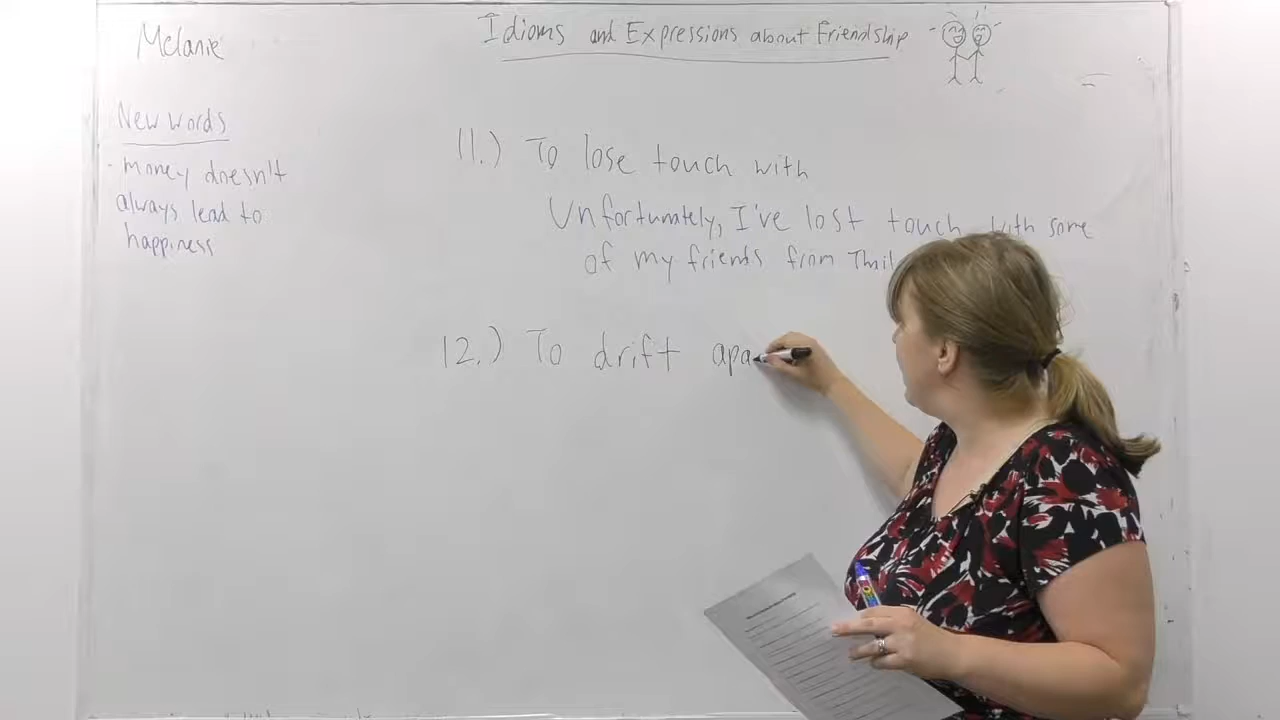 Melanie
Idioms and Expressions about Friendship
New words
- Money doesn't
always lead to
happiness
11.) To lose touch with
Unfortunately, I've lost touch with some
of my friends from
12.) To drift apa